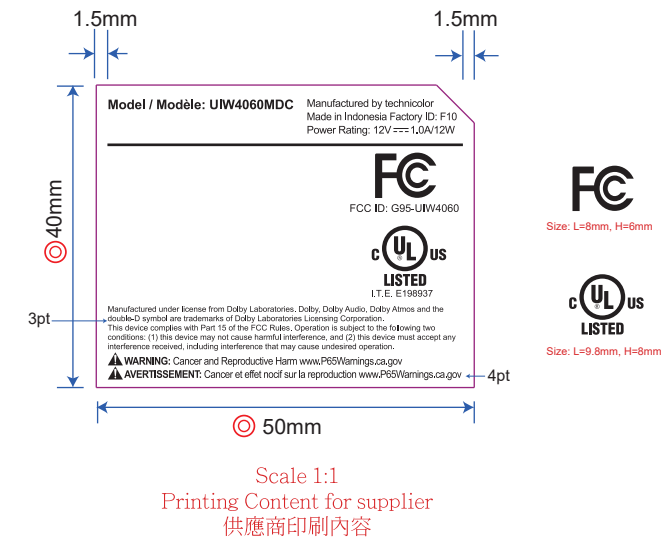 1.5mm
1.5mm
Model / Modèle: UIW4060MDC
Manufactured by technicolor
Made in Indonesia Factory ID: F10
Power Rating: 12V⎓1.0A/12W
FC
FCC ID: G95-UIW4060
C UL US
®
LISTED
I.T.E. E198937
40mm
3pt
Manufactured under license from Dolby Laboratories. Dolby, Dolby Audio, Dolby Atmos and the
double-D symbol are trademarks of Dolby Laboratories Licensing Corporation.
This device complies with Part 15 of the FCC Rules. Operation is subject to the following two
conditions: (1) this device may not cause harmful interference, and (2) this device must accept any
interference received, including interference that may cause undesired operation.
WARNING: Cancer and Reproductive Harm www.P65Warnings.ca.gov
AVERTISSEMENT: Cancer et effet nocif sur la reproduction www.P65Warnings.ca.gov
4pt
50mm
FC
Size: L=8mm, H=6mm
C UL US
®
LISTED
Size: L=9.8mm, H=8mm
Scale 1:1
Printing Content for supplier
供應商印刷內容